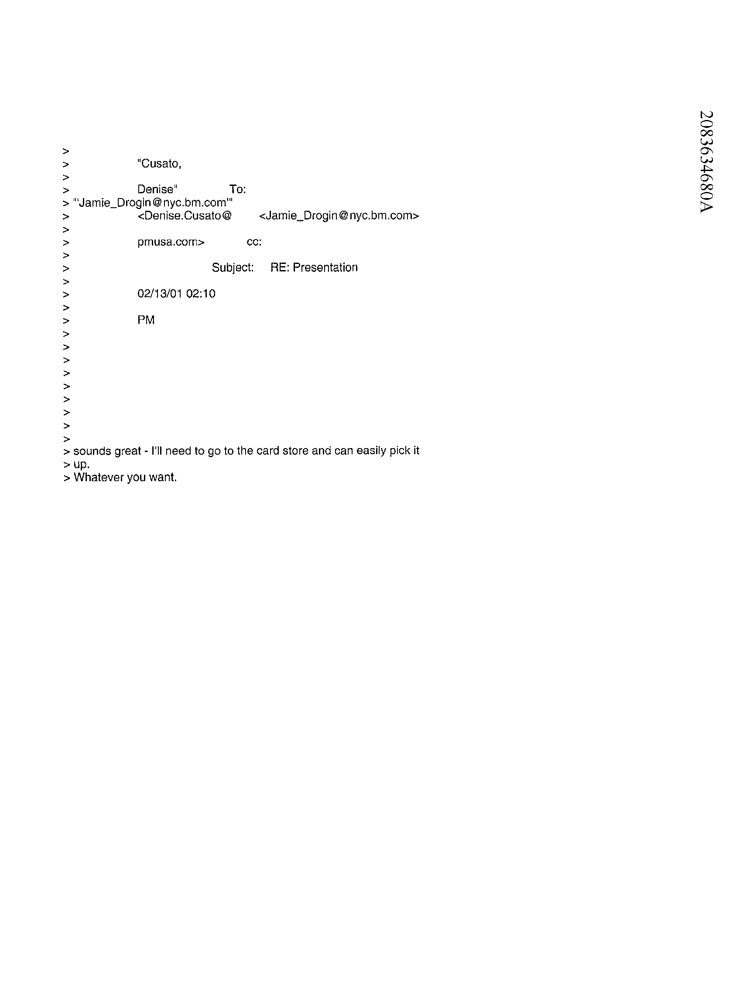 >
> "Cusato,
>
> Denise" To:
> "'Jamie_Drogin@nyc.bm.com'"
> <Denise.Cusato@ <Jamie_Drogin@nyc.bm.com>
>
> pmusa.com> cc:
>
> Subject: RE: Presentation
>
> 02/13/01 02:10
>
> PM
>
>
>
>
>
>
>
>
>
> sounds great - I'll need to go to the card store and can easily pick it
> up.
> Whatever you want.
2083634680A